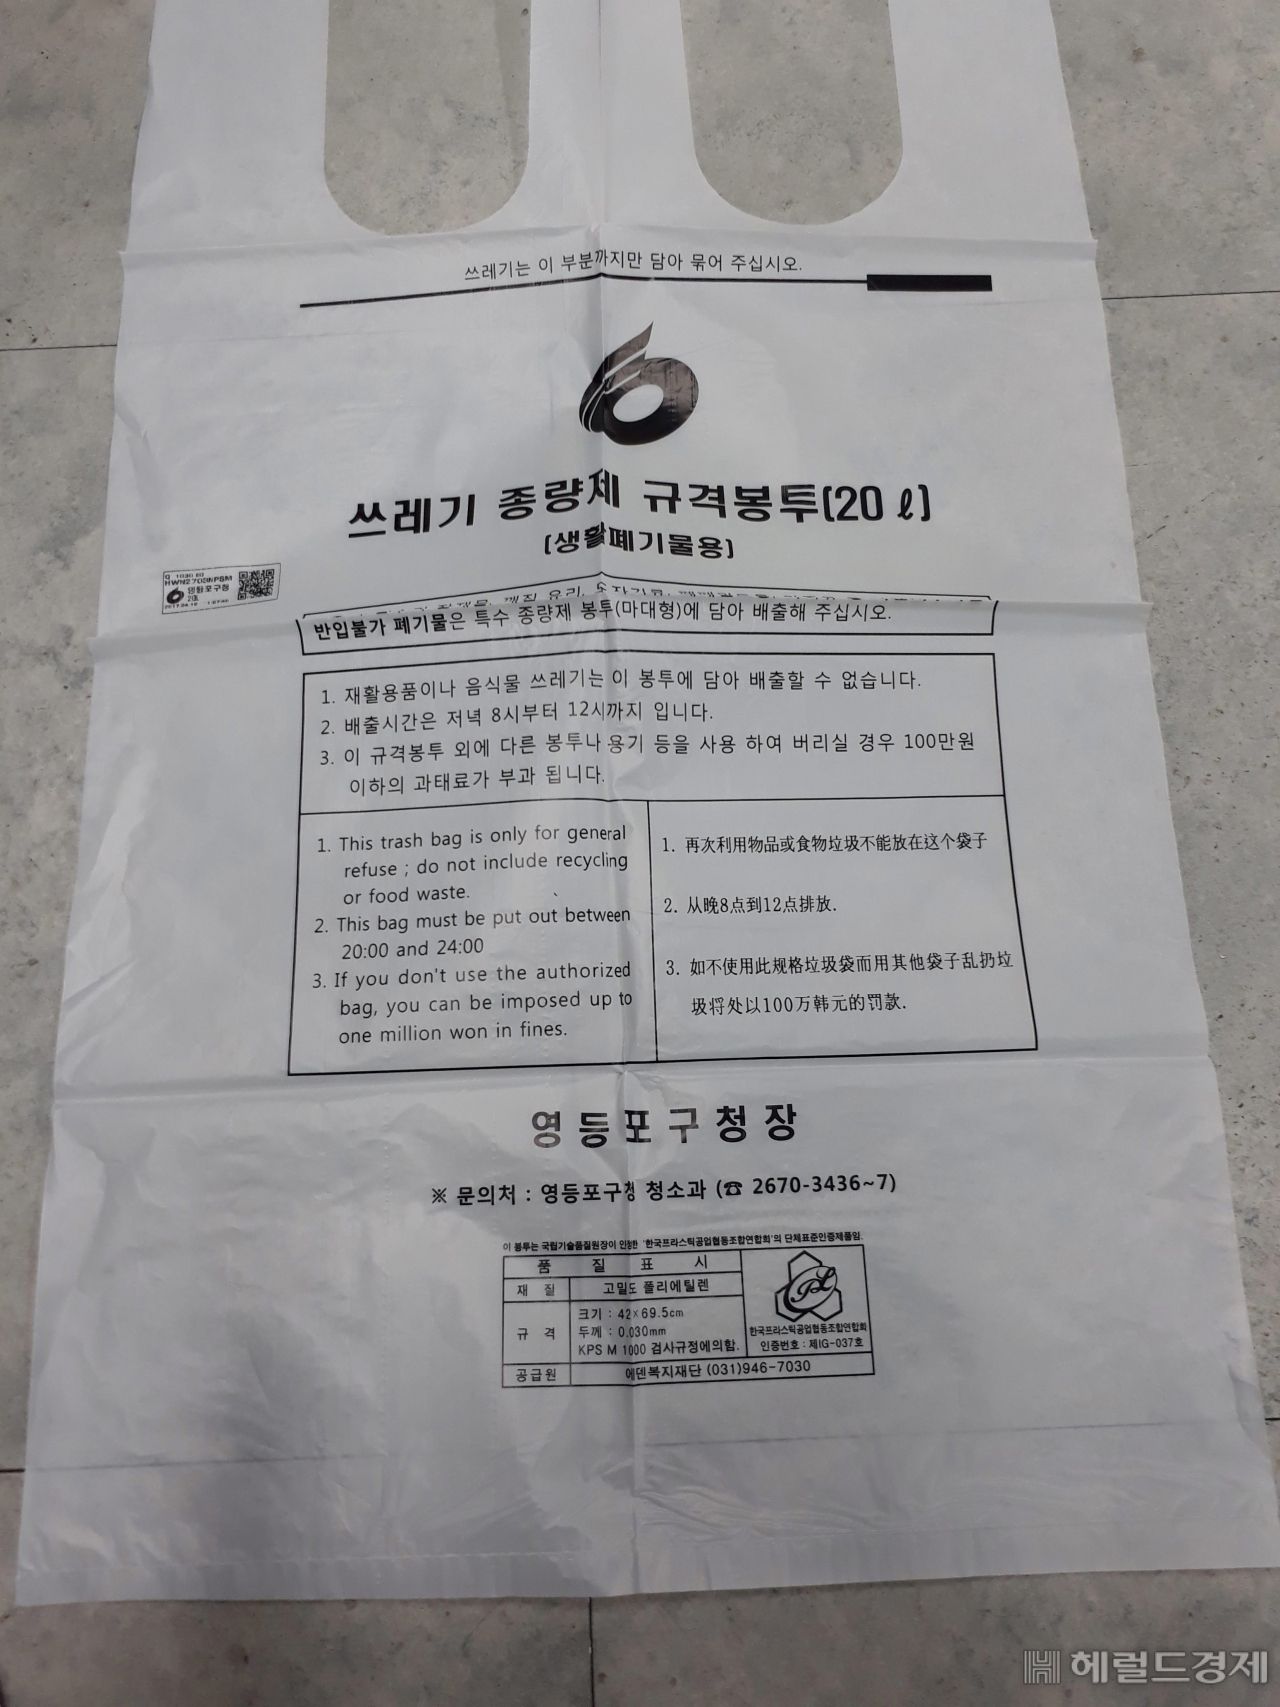 쓰레기는 이 부분까지만 담아 묶어 주십시오.
쓰레기 종량제 규격봉투(20ℓ)
(생활폐기물용)
HWN2703NPSM
영등포구청
20L
반입불가 폐기물은 특수 종량제 봉투(마대형)에 담아 배출해 주십시오.
1. 재활용품이나 음식물 쓰레기는 이 봉투에 담아 배출할 수 없습니다.
2. 배출시간은 저녁 8시부터 12시까지 입니다.
3. 이 규격봉투 외에 다른 봉투나 용기 등을 사용 하여 버리실 경우 100만원
이하의 과태료가 부과 됩니다.
1. This trash bag is only for general
refuse ; do not include recycling
or food waste.
2. This bag must be put out between
20:00 and 24:00
3. If you don't use the authorized
bag, you can be imposed up to
one million won in fines.
1. 再次利用物品或食物垃圾不能放在这个袋子
2. 从晚8点到12点排放.
3. 如不使用此规格垃圾袋而用其他袋子乱扔垃
圾将处以100万韩元的罚款.
영등포구청장
※ 문의처 : 영등포구청 청소과 (☎ 2670-3436~7)
이 봉투는 국립기술품질원장이 인정한 '한국프라스틱공업협동조합연합회'의 단체표준인증제품임.
품 질 표 시
재 질 고밀도 폴리에틸렌
규 격 크기 : 42×69.5cm
두께 : 0.030mm
KPS M 1000 검사규정에의함.
한국프라스틱공업협동조합연합회
인증번호 : 제IG-037호
공급원 에덴복지재단 (031)946-7030
헤럴드경제